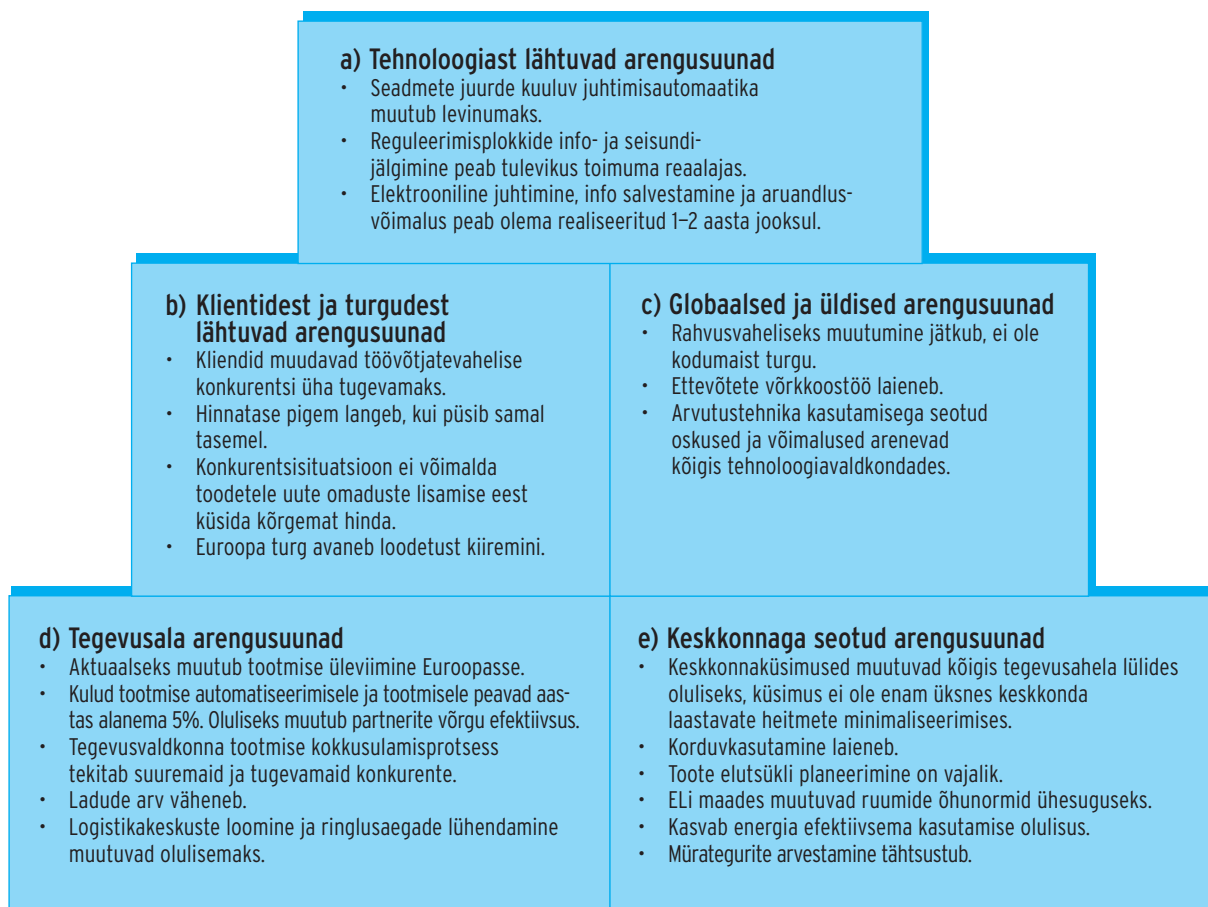 a) Tehnoloogiast lähtuvad arengusuunad
• Seadmete juurde kuuluv juhtimisautomaatika
muutub levinumaks.
• Reguleerimisplokkide info- ja seisundi-
jälgimine peab tulevikus toimuma reaalajas.
• Elektrooniline juhtimine, info salvestamine ja aruandlus-
võimalus peab olema realiseeritud 1–2 aasta jooksul.
b) Klientidest ja turgudest
lähtuvad arengusuunad
• Kliendid muudavad töövõtjatevahelise
konkurentsi üha tugevamaks.
• Hinnatase pigem langeb, kui püsib samal
tasemel.
• Konkurentsisituatsioon ei võimalda
toodetele uute omaduste lisamise eest
küsida kõrgemat hinda.
• Euroopa turg avaneb loodetust kiiremini.
c) Globaalsed ja üldised arengusuunad
• Rahvusvaheliseks muutumine jätkub, ei ole
kodumaist turgu.
• Ettevõtete võrkkoostöö laieneb.
• Arvutustehnika kasutamisega seotud
oskused ja võimalused arenevad
kõigis tehnoloogiavaldkondades.
d) Tegevusala arengusuunad
• Aktuaalseks muutub tootmise üleviimine Euroopasse.
• Kulud tootmise automatiseerimisele ja tootmisele peavad aas-
tas alanema 5%. Oluliseks muutub partnerite võrgu efektiivsus.
• Tegevusvaldkonna tootmise kokkusulamisprotsess
tekitab suuremaid ja tugevamaid konkurente.
• Ladude arv väheneb.
• Logistikakeskuste loomine ja ringlusaegade lühendamine
muutuvad olulisemaks.
e) Keskkonnaga seotud arengusuunad
• Keskkonnaküsimused muutuvad kõigis tegevusahela lülides
oluliseks, küsimus ei ole enam üksnes keskkonda
laastavate heitmete minimaliseerimises.
• Korduvkasutamine laieneb.
• Toote elutsükli planeerimine on vajalik.
• ELi maades muutuvad ruumide õhunormid ühesuguseks.
• Kasvab energia efektiivsema kasutamise olulisus.
• Mürategurite arvestamine tähtsustub.